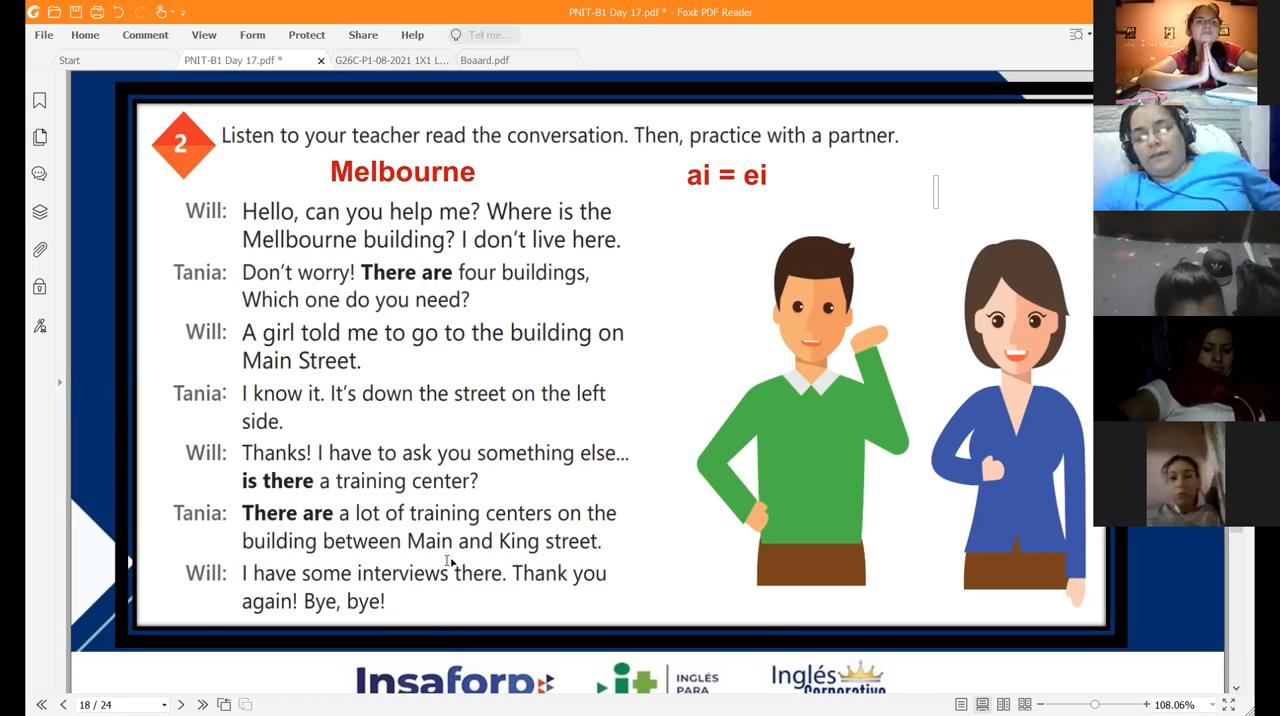 PNIT-B1 Day 17.pdf * - Foxit PDF Reader
File Home Comment View Form Protect Share Help Tell me...
Start PNIT-B1 Day 17.pdf * G26C-P1-08-2021 1X1 L... Boaard.pdf
2 Listen to your teacher read the conversation. Then, practice with a partner.
Melbourne ai = ei
Will: Hello, can you help me? Where is the
Mellbourne building? I don't live here.
Tania: Don't worry! There are four buildings,
Which one do you need?
Will: A girl told me to go to the building on
Main Street.
Tania: I know it. It's down the street on the left
side.
Will: Thanks! I have to ask you something else...
is there a training center?
Tania: There are a lot of training centers on the
building between Main and King street.
Will: I have some interviews there. Thank you
again! Bye, bye!
Insaforp it INGLÉS Inglés
PARA Corporativo
18 / 24 108.06%